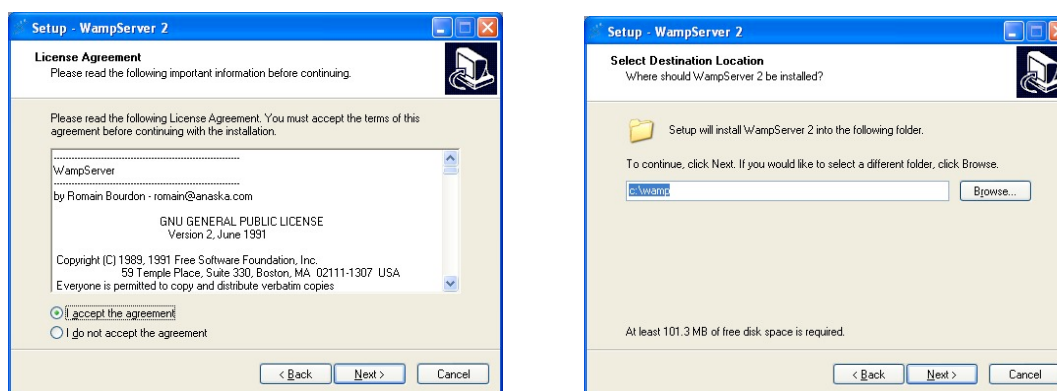 Setup - WampServer 2
License Agreement
Please read the following important information before continuing.
Please read the following License Agreement. You must accept the terms of this
agreement before continuing with the installation.
------------------------------------------------------------
WampServer
------------------------------------------------------------
by Romain Bourdon - romain@anaska.com
GNU GENERAL PUBLIC LICENSE
Version 2, June 1991
Copyright (C) 1989, 1991 Free Software Foundation, Inc.
59 Temple Place, Suite 330, Boston, MA 02111-1307 USA
Everyone is permitted to copy and distribute verbatim copies
I accept the agreement
I do not accept the agreement
< Back
Next >
Cancel
Setup - WampServer 2
Select Destination Location
Where should WampServer 2 be installed?
Setup will install WampServer 2 into the following folder.
To continue, click Next. If you would like to select a different folder, click Browse.
c:\wamp
Browse...
At least 101.3 MB of free disk space is required.
< Back
Next >
Cancel